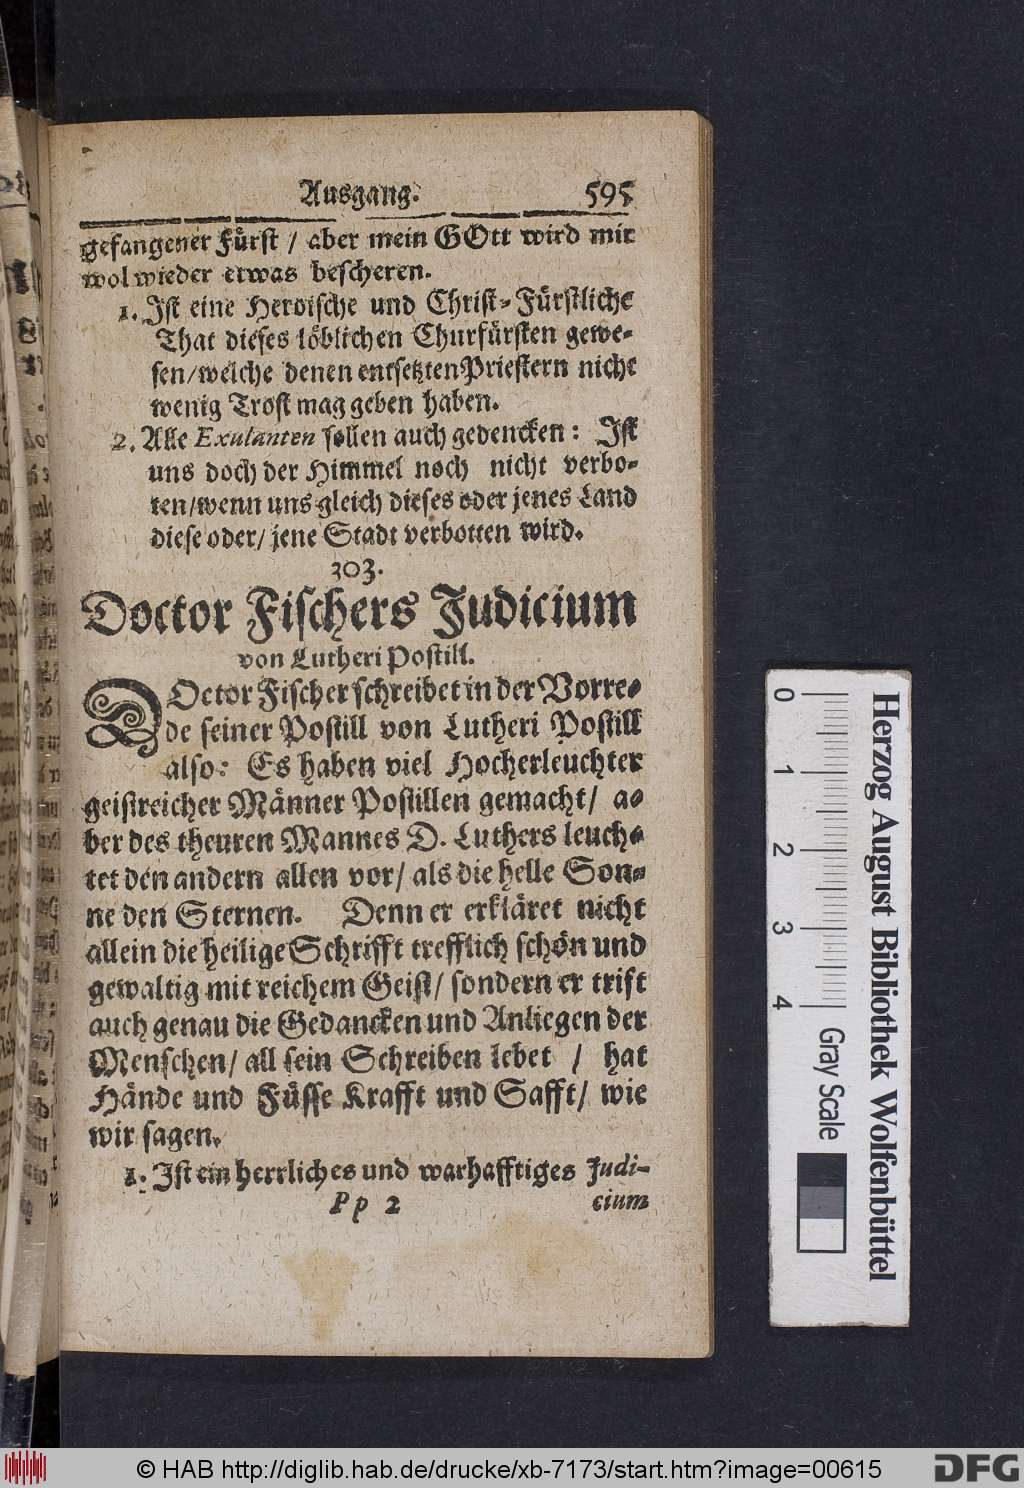 Ausgang. 595
gefangener Fürst / aber mein GOtt wird mir
wol wieder etwas bescheren.
1. Ist eine Heroische und Christ-Fürstliche
That dieses löblichen Churfürsten gewe-
sen/welche denen entsetzten Priestern nicht
wenig Trost mag geben haben.
2. Alle Exulanten sollen auch gedencken: Ist
uns doch der Himmel noch nicht verbo-
ten/wenn uns gleich dieses oder jenes Land
diese oder/ jene Stadt verbotten wird.
303.
Doctor Fischers Judicium
von Lutheri Postill.
DOctor Fischer schreibet in der Vorre-
de seiner Postill von Lutheri Postill
also: Es haben viel Hocherleuchter
geistreicher Männer Postillen gemacht/ a-
ber des theuren Mannes D. Luthers leuch-
tet den andern allen vor/ als die helle Son-
ne den Sternen. Denn er erkläret nicht
allein die heilige Schrifft trefflich schön und
gewaltig mit reichem Geist/ sondern er trift
auch genau die Gedancken und Anliegen der
Menschen/ all sein Schreiben lebet / hat
Hände und Füsse Krafft und Safft/ wie
wir sagen.
1. Ist ein herrliches und warhafftiges Judi-
Pp 2 cium
0 1 2 3 4 Gray Scale
Herzog August Bibliothek Wolfenbüttel
© HAB http://diglib.hab.de/drucke/xb-7173/start.htm?image=00615
DFG